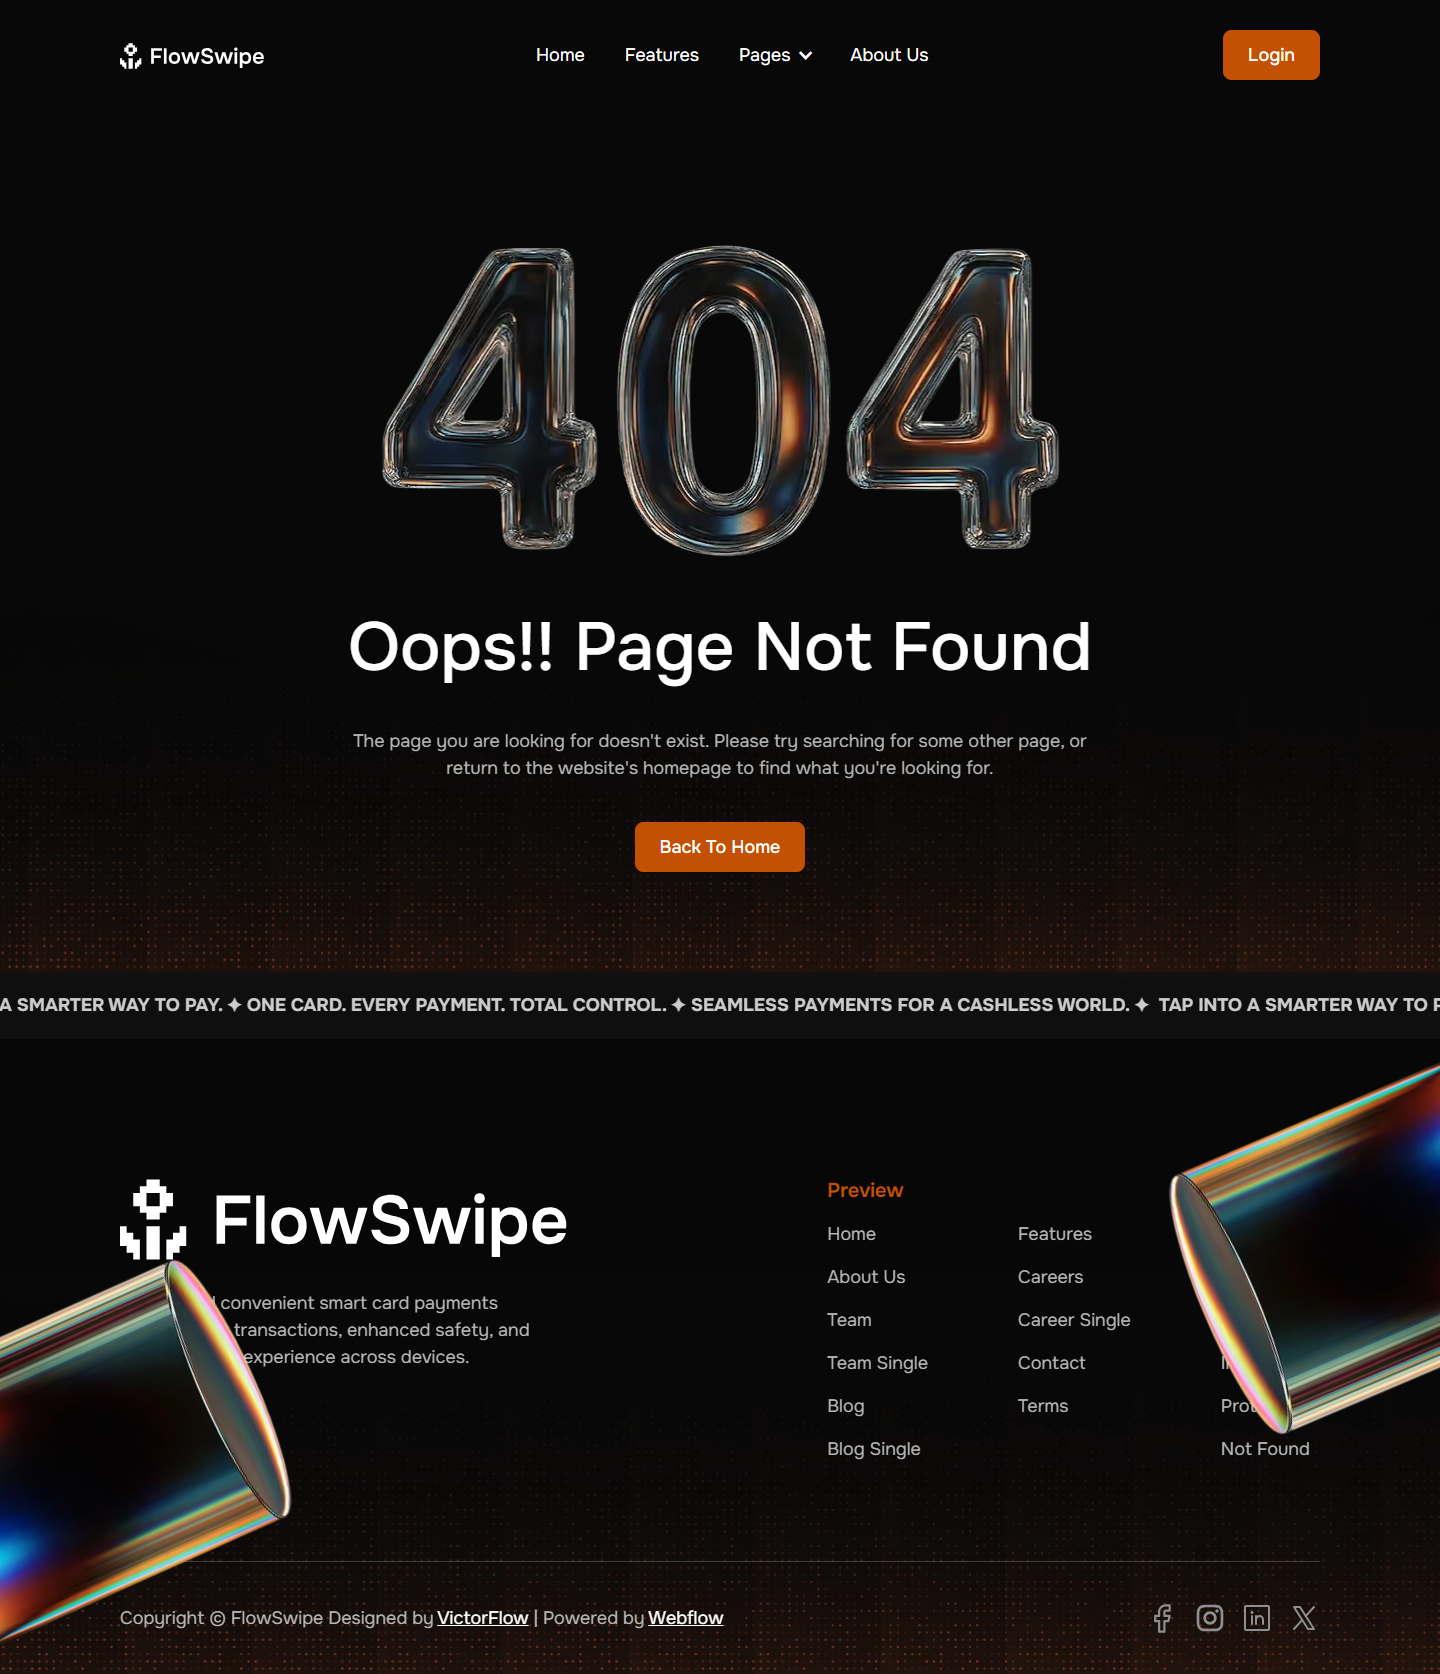 FlowSwipe
Home
Features
Pages
About Us
Login
404
Oops!! Page Not Found
The page you are looking for doesn't exist. Please try searching for some other page, or
return to the website's homepage to find what you're looking for.
Back To Home
A SMARTER WAY TO PAY. ✦ ONE CARD. EVERY PAYMENT. TOTAL CONTROL. ✦ SEAMLESS PAYMENTS FOR A CASHLESS WORLD. ✦ TAP INTO A SMARTER WAY TO
FlowSwipe
convenient smart card payments
transactions, enhanced safety, and
experience across devices.
Preview
Home
About Us
Team
Team Single
Blog
Blog Single
Features
Careers
Career Single
Contact
Terms
Not Found
Copyright © FlowSwipe Designed by VictorFlow | Powered by Webflow